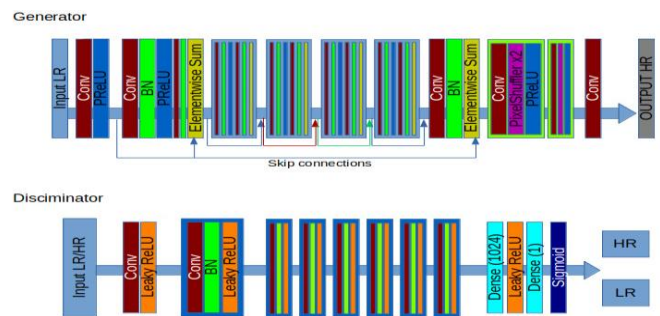 Generator
Input LR
Conv
PReLU
Conv
BN
PReLU
Elementwise Sum
Conv
BN
Elementwise Sum
Conv
PixelShuffler x2
PReLU
Conv
OUTPUT HR
Skip connections
Disciminator
Input LR/HR
Conv
Leaky ReLU
Conv
BN
Leaky ReLU
Dense (1024)
Leaky ReLU
Dense (1)
Sigmoid
HR
LR